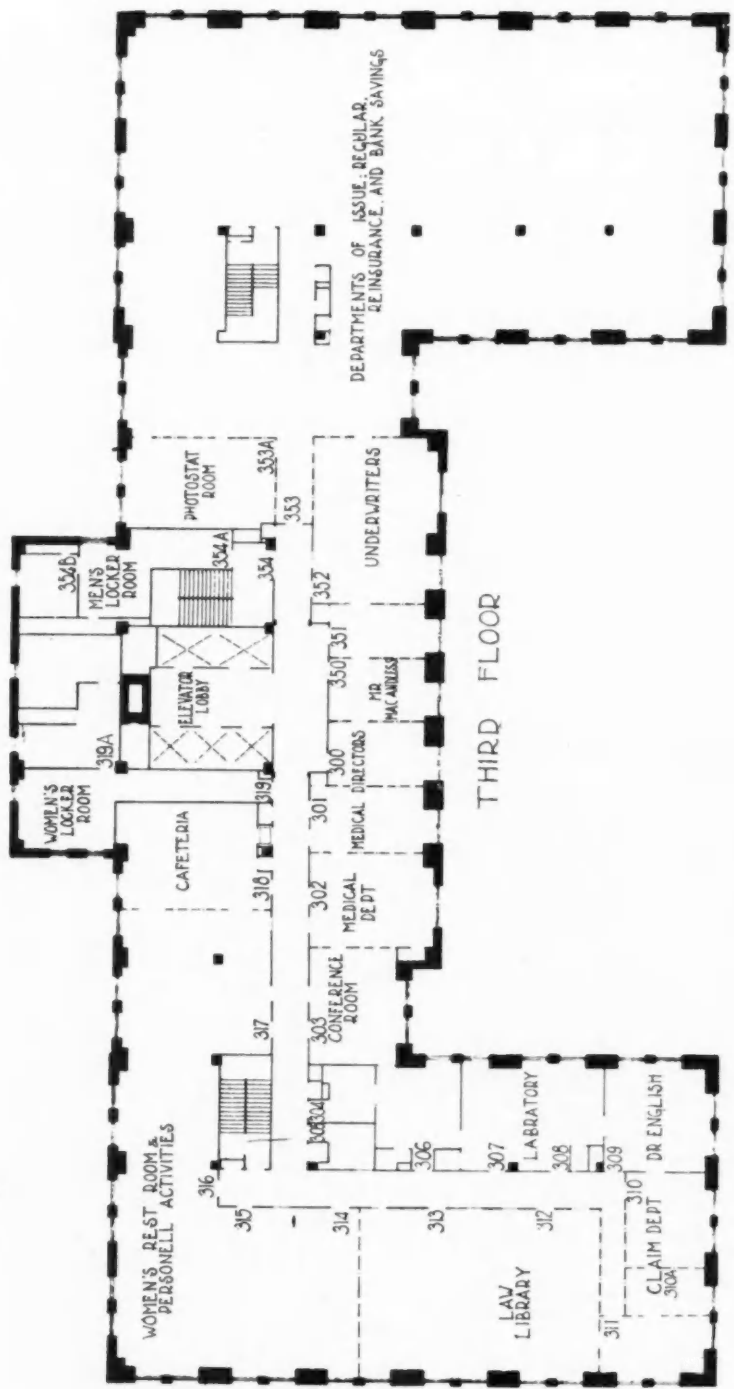 WOMEN'S REST ROOM &
PERSONELL ACTIVITIES
CAFETERIA
WOMEN'S
LOCKER
ROOM
319A
ELEVATOR
LOBBY
354B
MEN'S
LOCKER
ROOM
354A
354
PHOTOSTAT
ROOM
353A
353
DEPARTMENTS OF ISSUE; REGULAR,
REINSURANCE, AND BANK SAVINGS
316
315
317
318
319
314
313
312
LAW
LIBRARY
311
310A
CLAIM DEPT
310
DR ENGLISH
309
308
LABRATORY
307
306
305
304
303
CONFERENCE
ROOM
302
MEDICAL
DEPT
301
300
MEDICAL DIRECTORS
350
MR
351
352
UNDERWRITERS
THIRD FLOOR